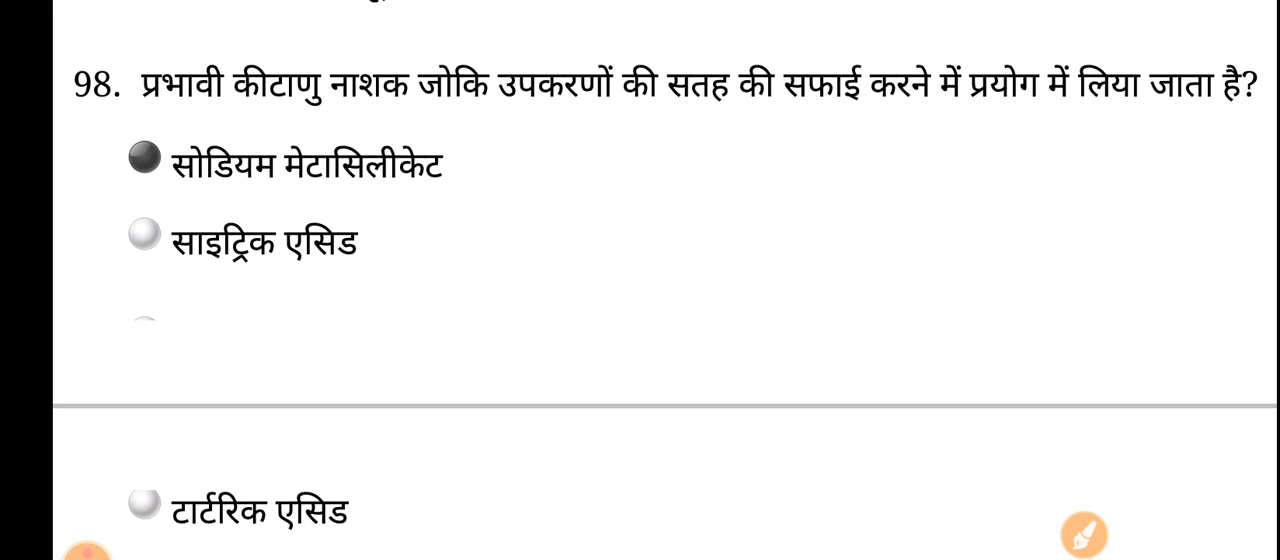 98. प्रभावी कीटाणु नाशक जोकि उपकरणों की सतह की सफाई करने में प्रयोग में लिया जाता है?
सोडियम मेटासिलीकेट
साइट्रिक एसिड
टार्टरिक एसिड